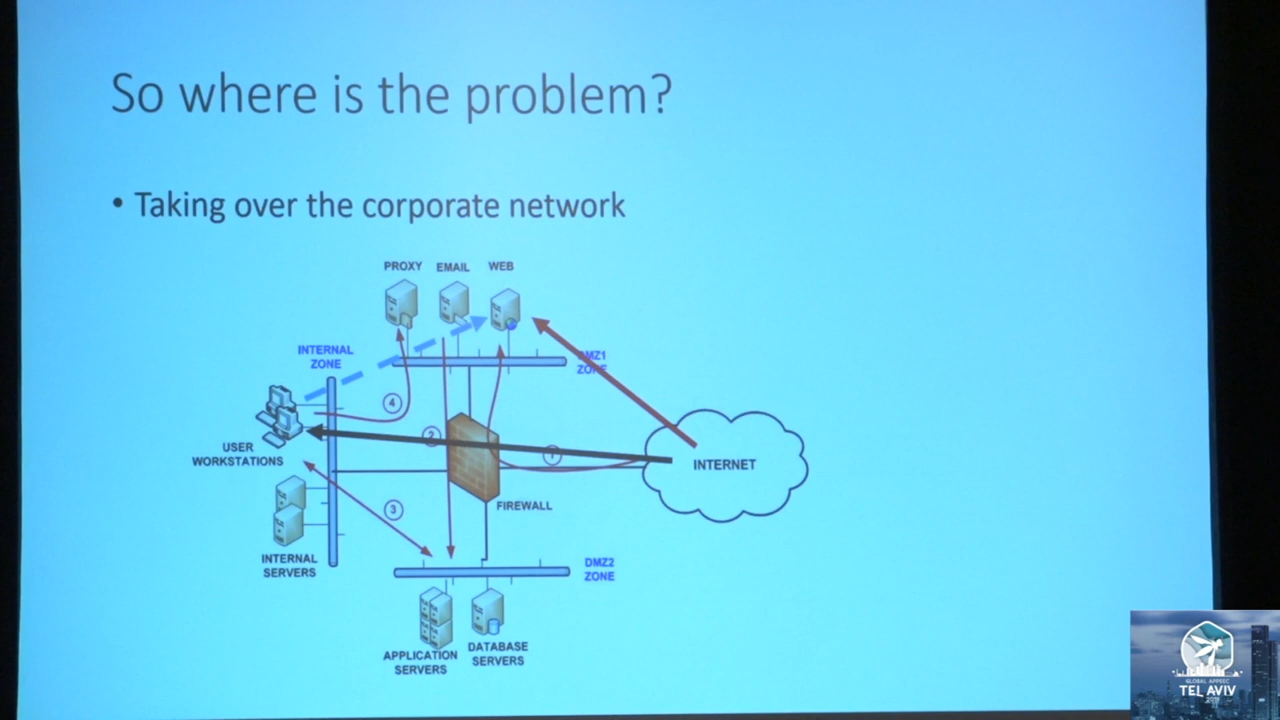 So where is the problem?
• Taking over the corporate network
PROXY
EMAIL
WEB
INTERNAL
ZONE
DMZ1
ZONE
4
USER
WORKSTATIONS
2
1
INTERNET
FIREWALL
3
INTERNAL
SERVERS
DMZ2
ZONE
APPLICATION
SERVERS
DATABASE
SERVERS
GLOBAL APPSEC
TEL AVIV